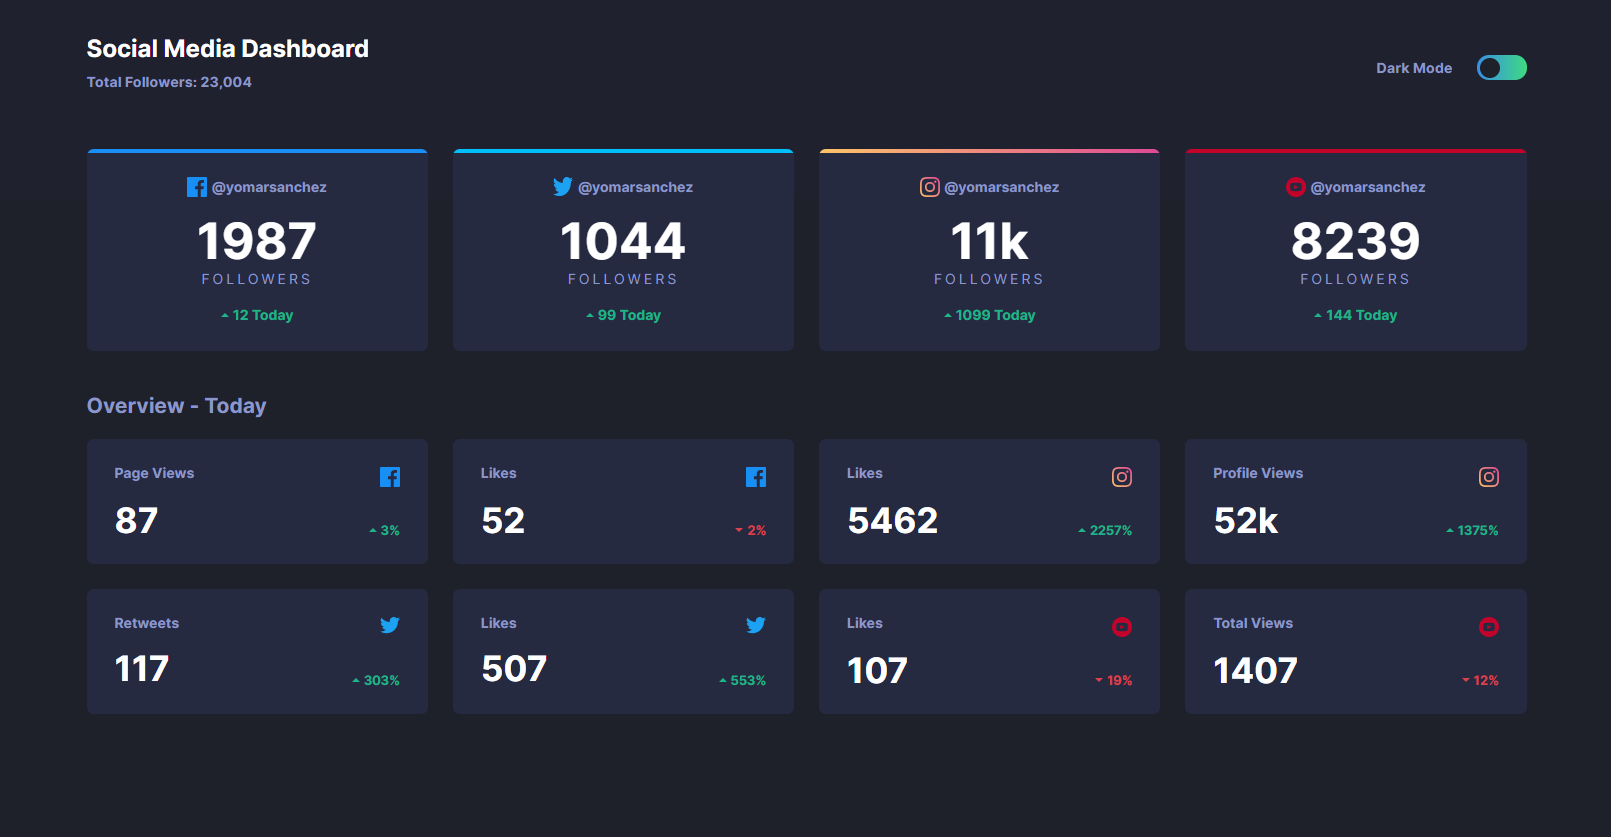 Social Media Dashboard
Total Followers: 23,004
Dark Mode
@yomarsanchez
1987
FOLLOWERS
12 Today
@yomarsanchez
1044
FOLLOWERS
99 Today
@yomarsanchez
11k
FOLLOWERS
1099 Today
@yomarsanchez
8239
FOLLOWERS
144 Today
Overview - Today
Page Views
87
3%
Likes
52
2%
Likes
5462
2257%
Profile Views
52k
1375%
Retweets
117
303%
Likes
507
553%
Likes
107
19%
Total Views
1407
12%